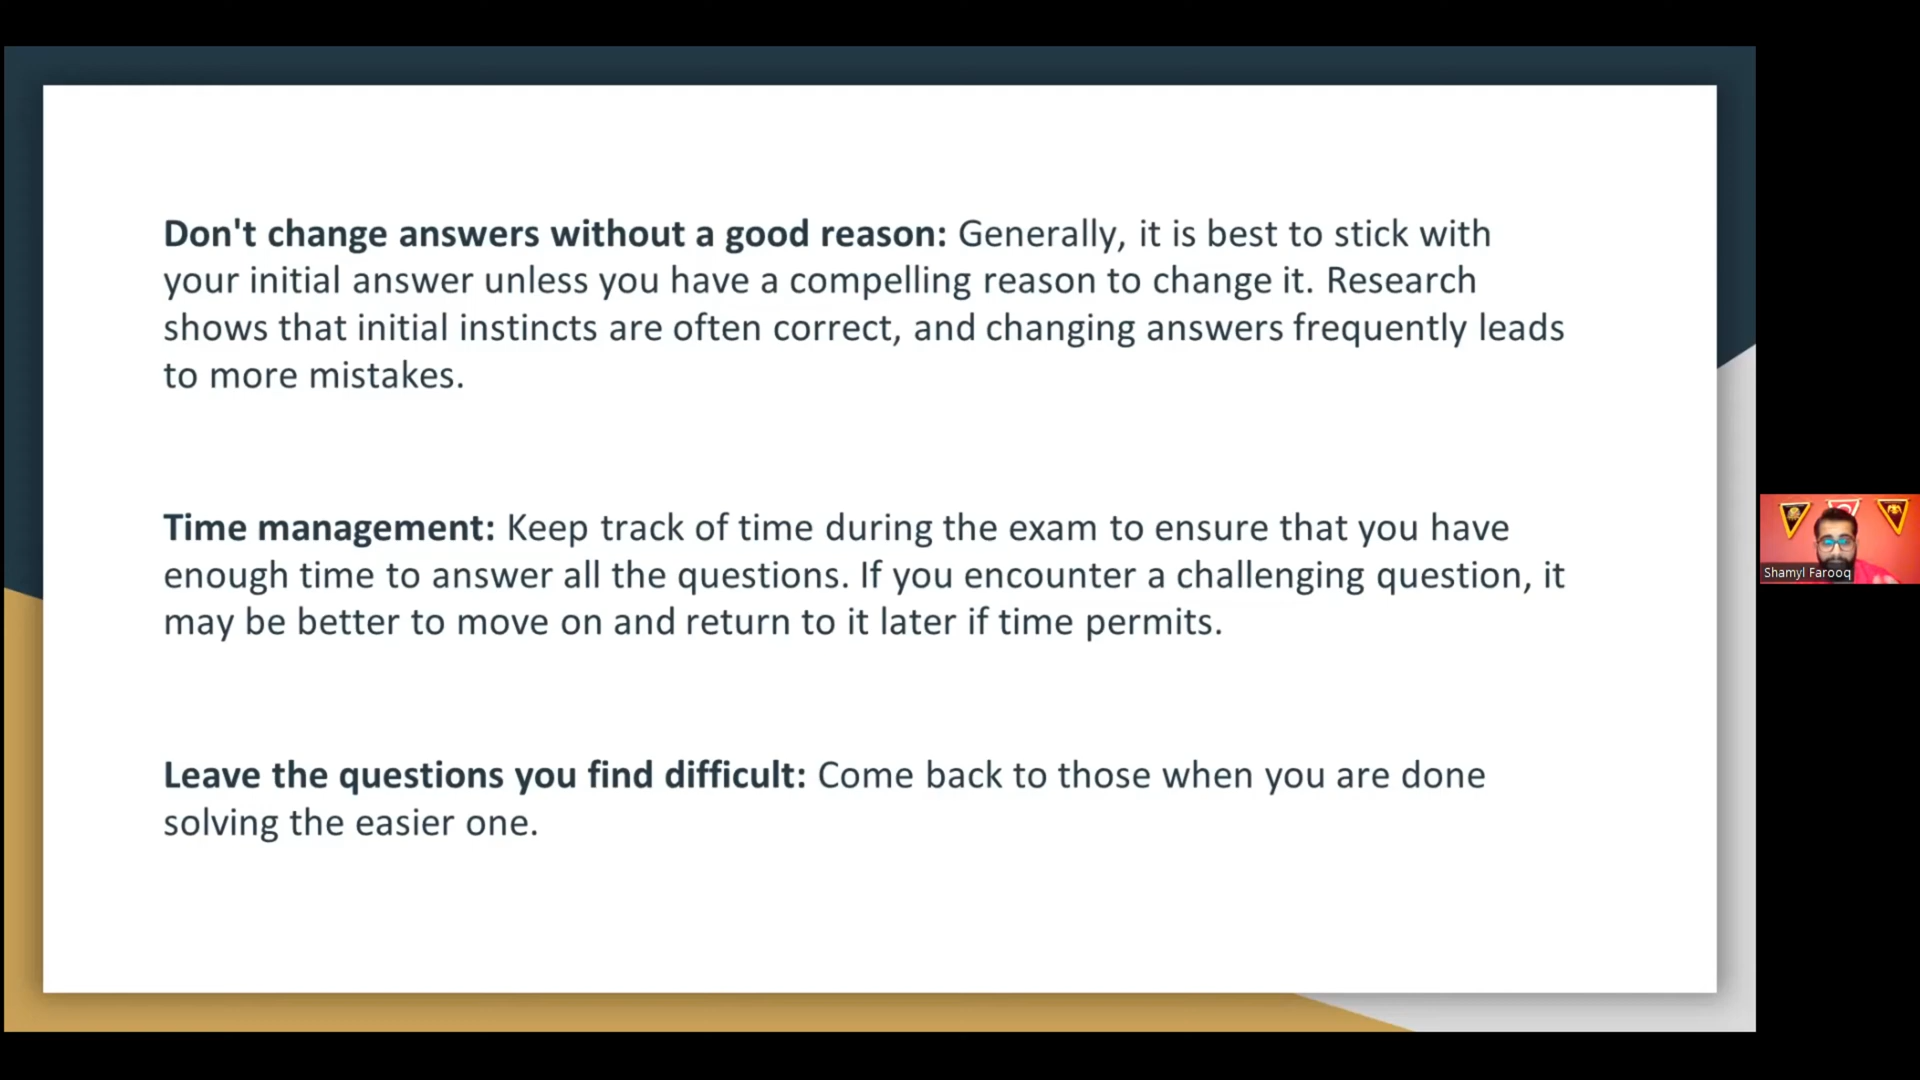 Don't change answers without a good reason: Generally, it is best to stick with
your initial answer unless you have a compelling reason to change it. Research
shows that initial instincts are often correct, and changing answers frequently leads
to more mistakes.
Time management: Keep track of time during the exam to ensure that you have
enough time to answer all the questions. If you encounter a challenging question, it
may be better to move on and return to it later if time permits.
Leave the questions you find difficult: Come back to those when you are done
solving the easier one.
Shamyl Farooq